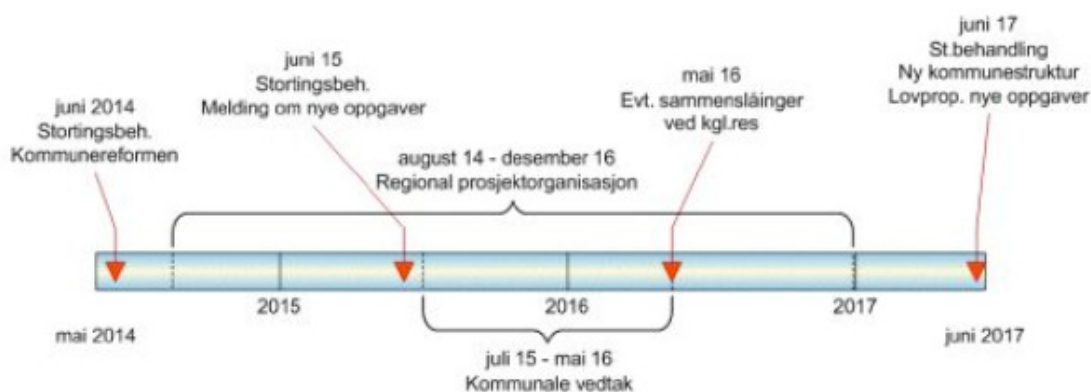 juni 2014
Stortingsbeh.
Kommunereformen
juni 15
Stortingsbeh.
Melding om nye oppgaver
august 14 - desember 16
Regional prosjektorganisasjon
mai 16
Evt. sammenslåinger
ved kgl.res
juni 17
St.behandling
Ny kommunestruktur
Lovprop. nye oppgaver
2015
2016
2017
mai 2014
juni 2017
juli 15 - mai 16
Kommunale vedtak